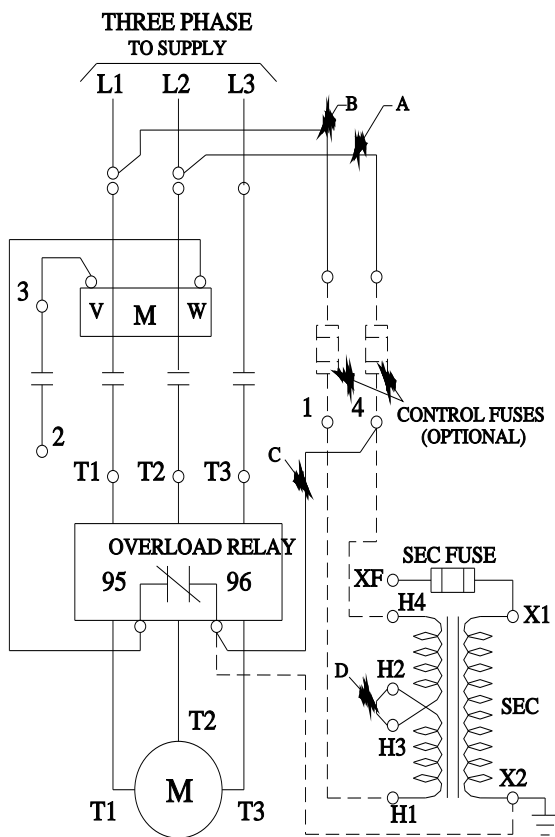 THREE PHASE
TO SUPPLY
L1 L2 L3
B A
3
V M W
2
1 4
CONTROL FUSES
(OPTIONAL)
C
T1 T2 T3
OVERLOAD RELAY
95 96
SEC FUSE
XF
H4 X1
D H2
H3
SEC
T2
M
T1 T3
H1 X2